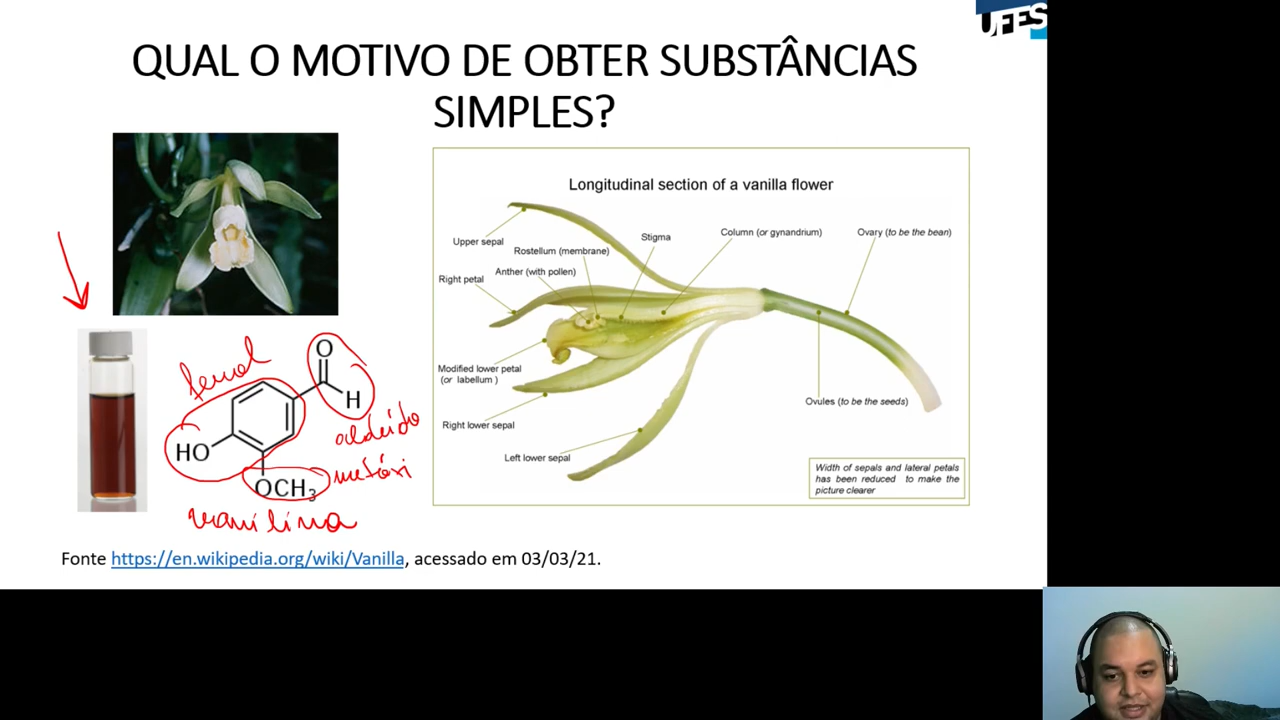 UFES
QUAL O MOTIVO DE OBTER SUBSTÂNCIAS
SIMPLES?
Longitudinal section of a vanilla flower
Upper sepal
Rostellum (membrane)
Stigma
Column (or gynandrium)
Ovary (to be the bean)
Right petal
Anther (with pollen)
Modified lower petal
(or labellum )
Right lower sepal
Left lower sepal
Ovules (to be the seeds)
Width of sepals and lateral petals
has been reduced to make the
picture clearer
fenol
O
H
aldeído
HO
OCH3
metóxi
vanilina
Fonte https://en.wikipedia.org/wiki/Vanilla, acessado em 03/03/21.